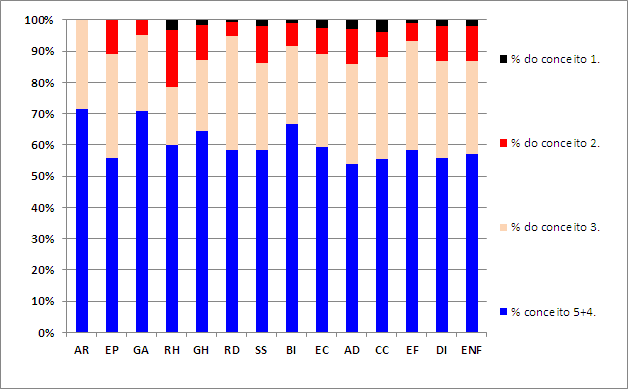 100%
90%
80%
70%
60%
50%
40%
30%
20%
10%
0%
AR EP GA RH GH RD SS BI EC AD CC EF DI ENF
% do conceito 1.
% do conceito 2.
% do conceito 3.
% conceito 5+4.